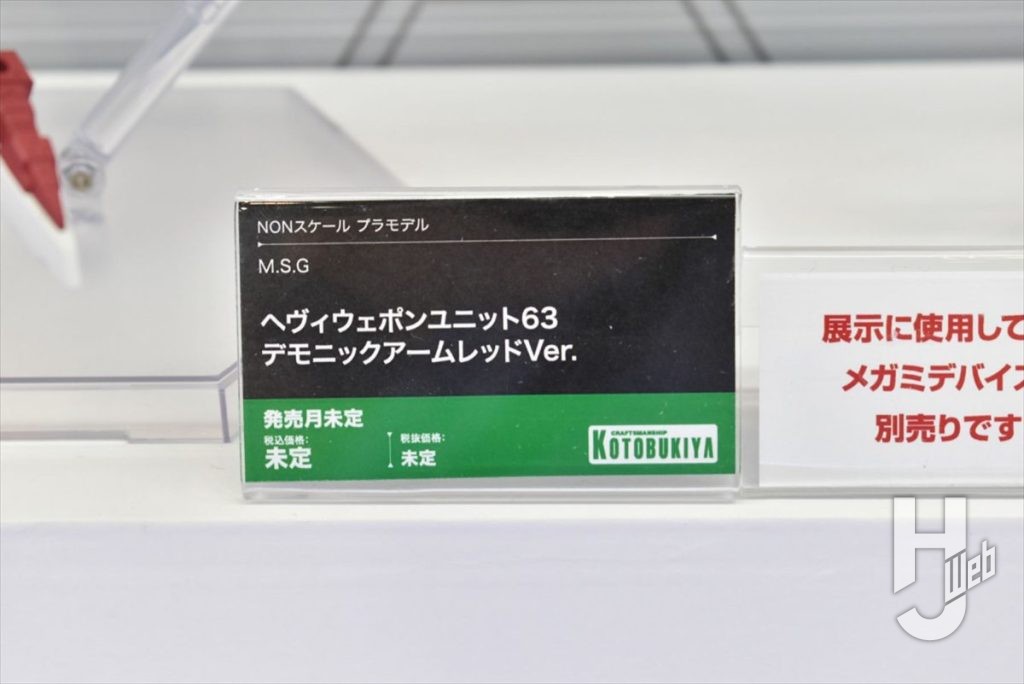 NONスケール プラモデル
M.S.G
ヘヴィウェポンユニット63
デモニックアームレッドVer.
発売月未定
税込価格:
未定
税抜価格:
未定
CRAFTSMANSHIP
KOTOBUKIYA
展示に使用して
メガミデバイス
別売りです
HJ Web